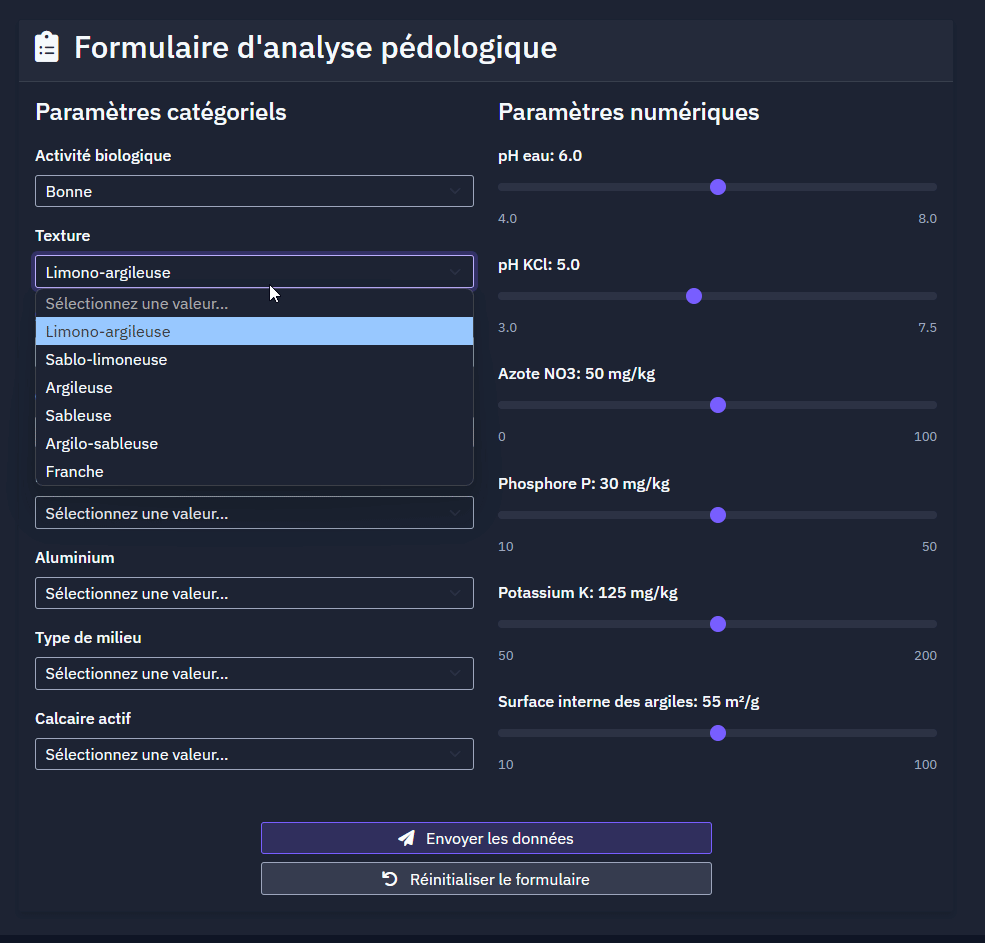 Formulaire d'analyse pédologique
Paramètres catégoriels
Activité biologique
Bonne
Texture
Limono-argileuse
Sélectionnez une valeur...
Limono-argileuse
Sablo-limoneuse
Argileuse
Sableuse
Argilo-sableuse
Franche
Sélectionnez une valeur...
Aluminium
Sélectionnez une valeur...
Type de milieu
Sélectionnez une valeur...
Calcaire actif
Sélectionnez une valeur...
Paramètres numériques
pH eau: 6.0
4.0 8.0
pH KCl: 5.0
3.0 7.5
Azote NO3: 50 mg/kg
0 100
Phosphore P: 30 mg/kg
10 50
Potassium K: 125 mg/kg
50 200
Surface interne des argiles: 55 m²/g
10 100
Envoyer les données
Réinitialiser le formulaire